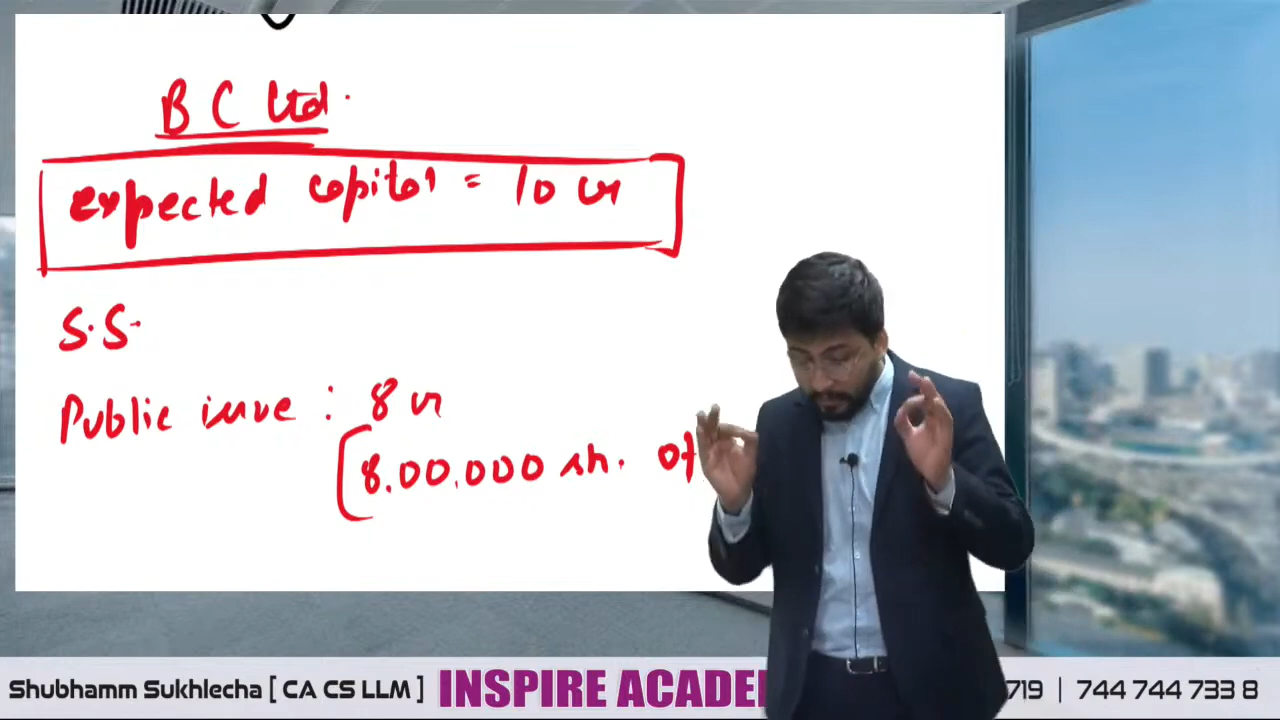 B C Ltd.
expected capital = 10 cr
S.S.
Public issue : 8 cr
[8,00,000 sh. of
Shubhamm Sukhlecha [ CA CS LLM ] INSPIRE ACADE 719 | 744 744 733 8